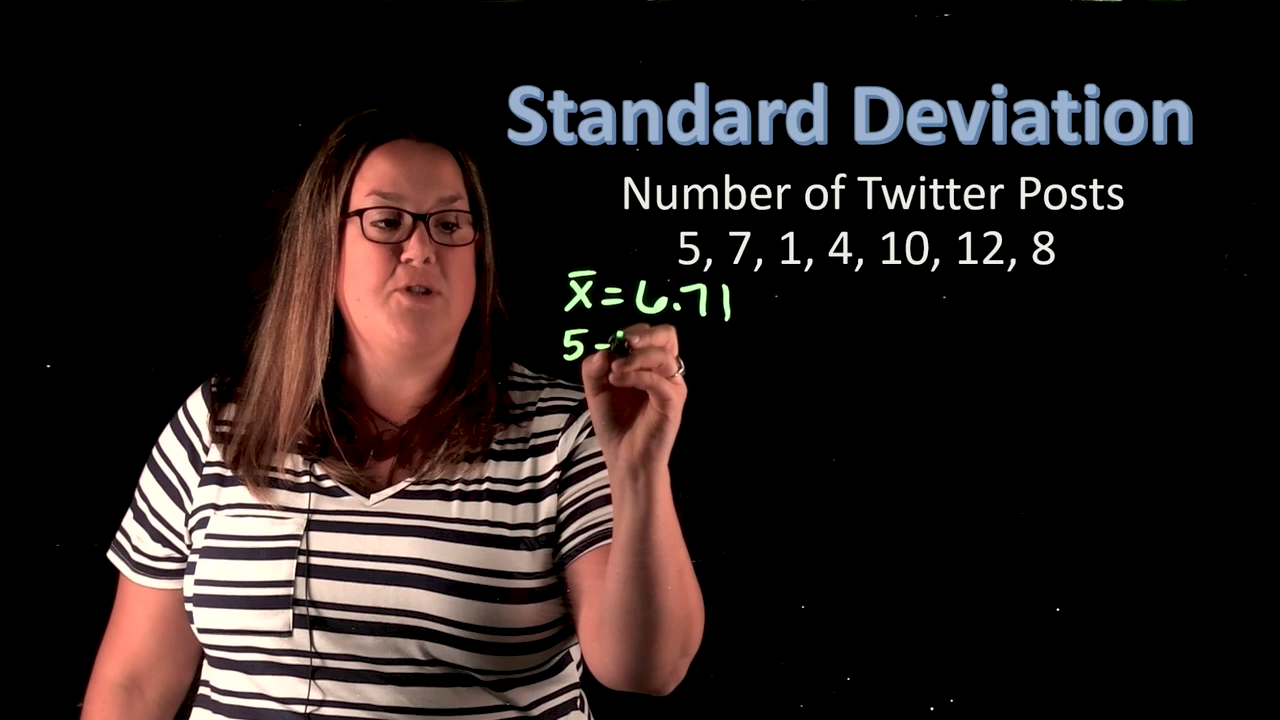 Standard Deviation
Number of Twitter Posts
5, 7, 1, 4, 10, 12, 8
x̄ = 6.71
5 -